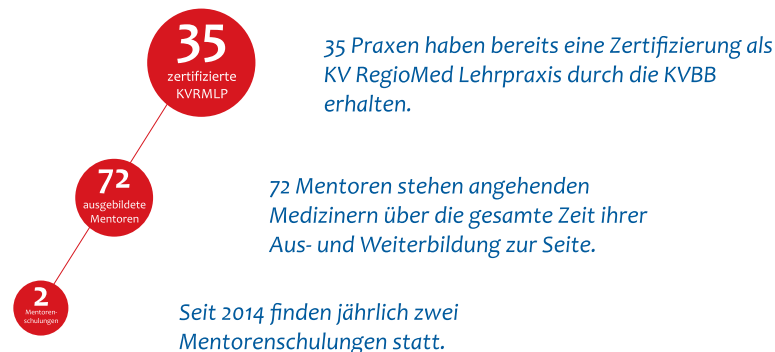 35
zertifizierte
KVRMLP
35 Praxen haben bereits eine Zertifizierung als
KV RegioMed Lehrpraxis durch die KVBB
erhalten.
72
ausgebildete
Mentoren
72 Mentoren stehen angehenden
Medizinern über die gesamte Zeit ihrer
Aus- und Weiterbildung zur Seite.
2
Mentoren-
schulungen
Seit 2014 finden jährlich zwei
Mentorenschulungen statt.